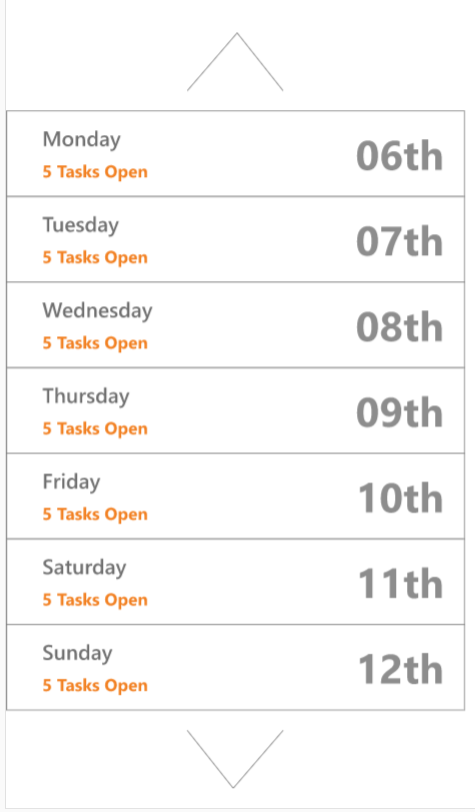 Monday
5 Tasks Open
06th
Tuesday
5 Tasks Open
07th
Wednesday
5 Tasks Open
08th
Thursday
5 Tasks Open
09th
Friday
5 Tasks Open
10th
Saturday
5 Tasks Open
11th
Sunday
5 Tasks Open
12th